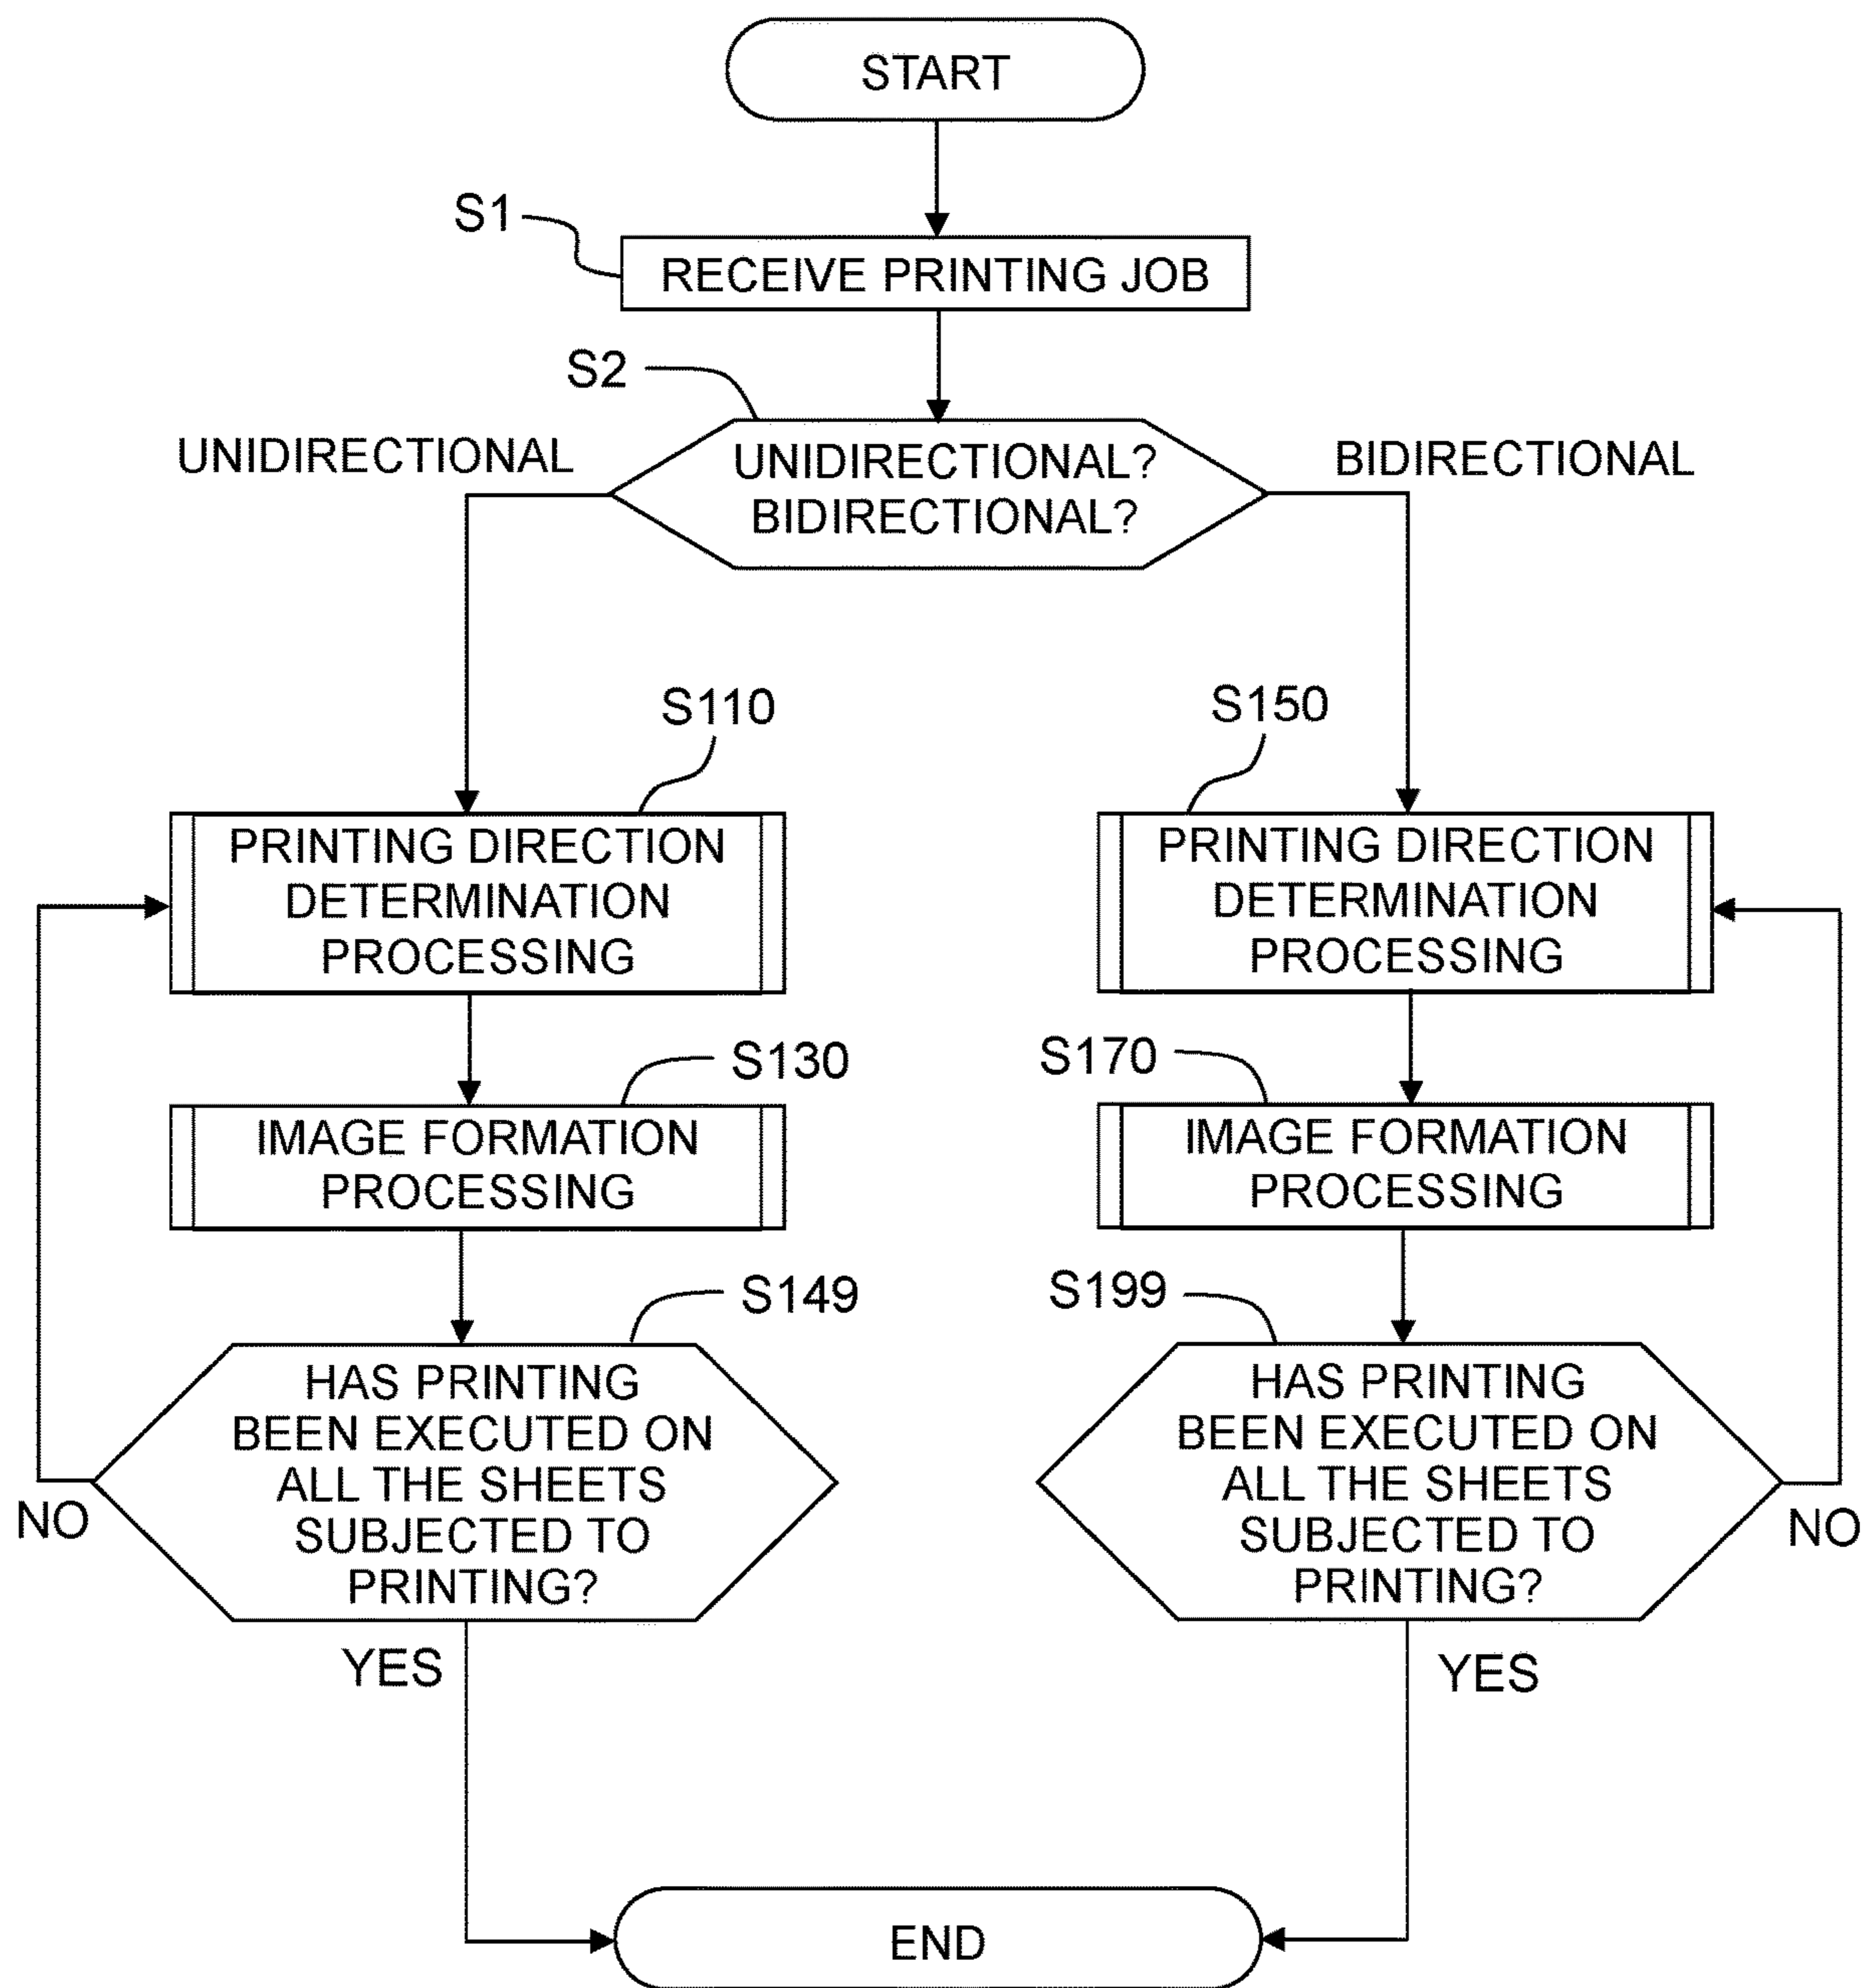 START
S1
RECEIVE PRINTING JOB
S2
UNIDIRECTIONAL
UNIDIRECTIONAL?
BIDIRECTIONAL?
BIDIRECTIONAL
S110
PRINTING DIRECTION
DETERMINATION
PROCESSING
S130
IMAGE FORMATION
PROCESSING
S149
HAS PRINTING
BEEN EXECUTED ON
ALL THE SHEETS
SUBJECTED TO
PRINTING?
NO
YES
S150
PRINTING DIRECTION
DETERMINATION
PROCESSING
S170
IMAGE FORMATION
PROCESSING
S199
HAS PRINTING
BEEN EXECUTED ON
ALL THE SHEETS
SUBJECTED TO
PRINTING?
NO
YES
END